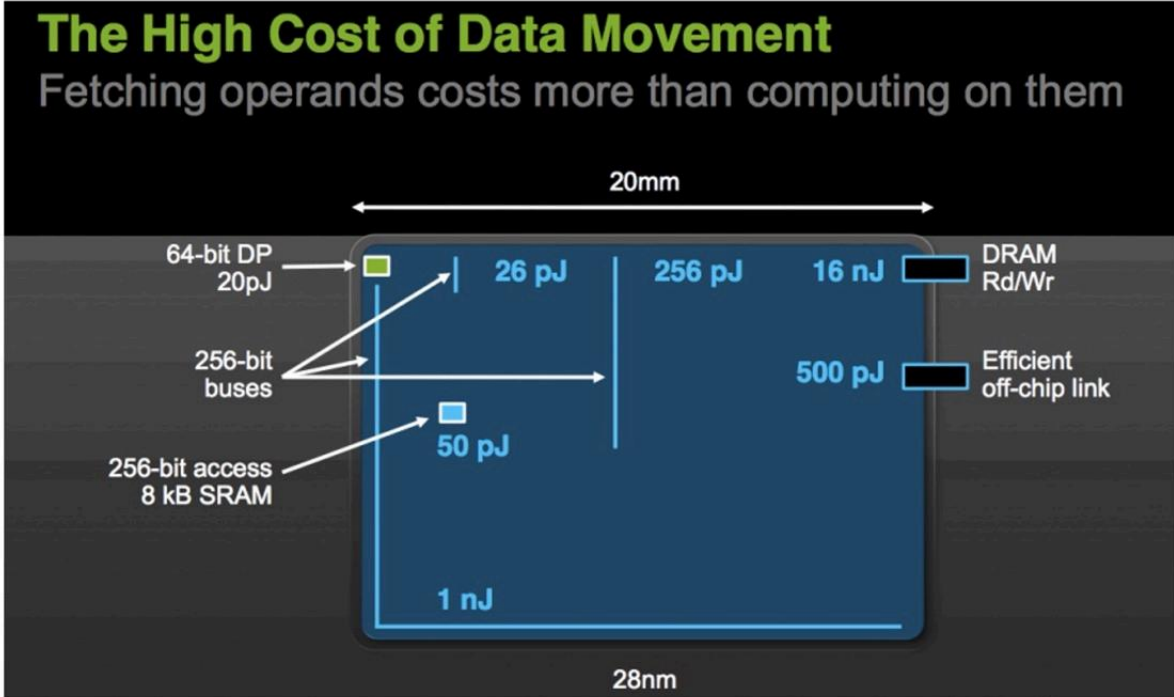 The High Cost of Data Movement
Fetching operands costs more than computing on them
20mm
64-bit DP
20pJ
26 pJ
256 pJ
16 nJ
DRAM
Rd/Wr
256-bit
buses
500 pJ
Efficient
off-chip link
50 pJ
256-bit access
8 kB SRAM
1 nJ
28nm